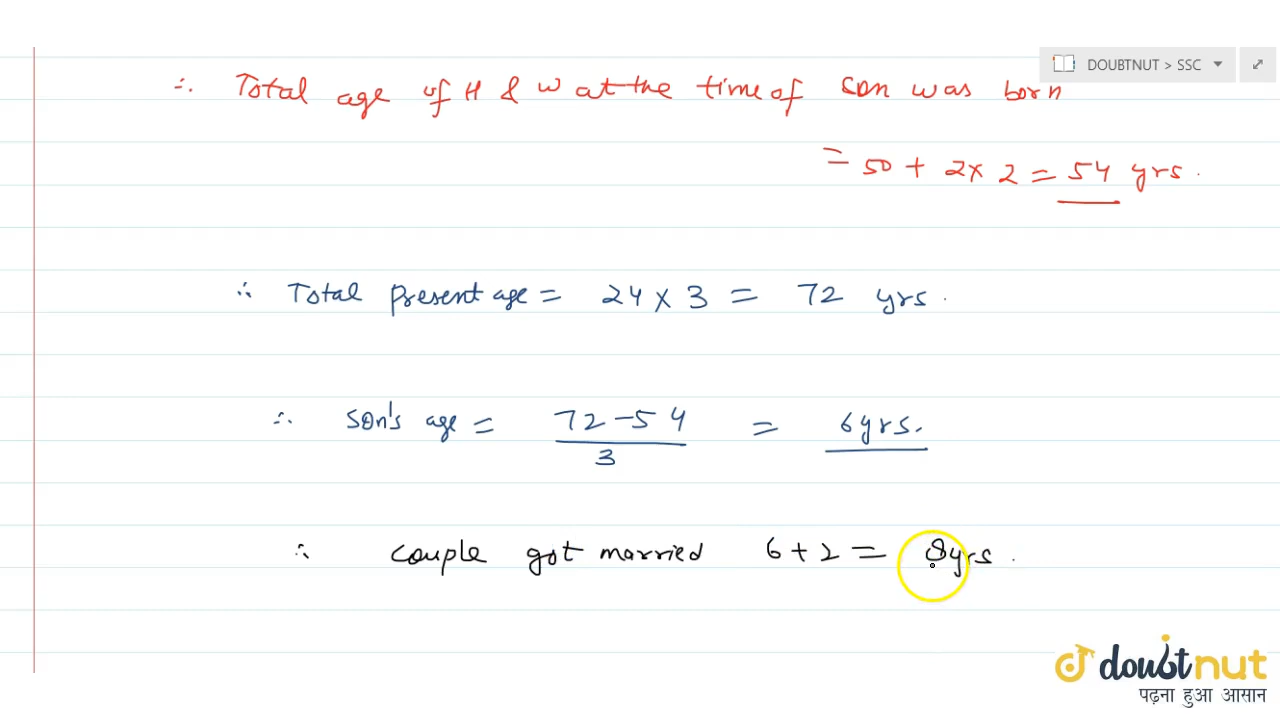 DOUBTNUT > SSC
∴ Total age of H & W at the time of son was born
= 50 + 2 × 2 = 54 yrs.
∴ Total present age = 24 × 3 = 72 yrs.
∴ Son's age = 72 - 54 / 3 = 6 yrs.
∴ couple got married 6 + 2 = 8 yrs.
doubtnut
पढ़ना हुआ आसान